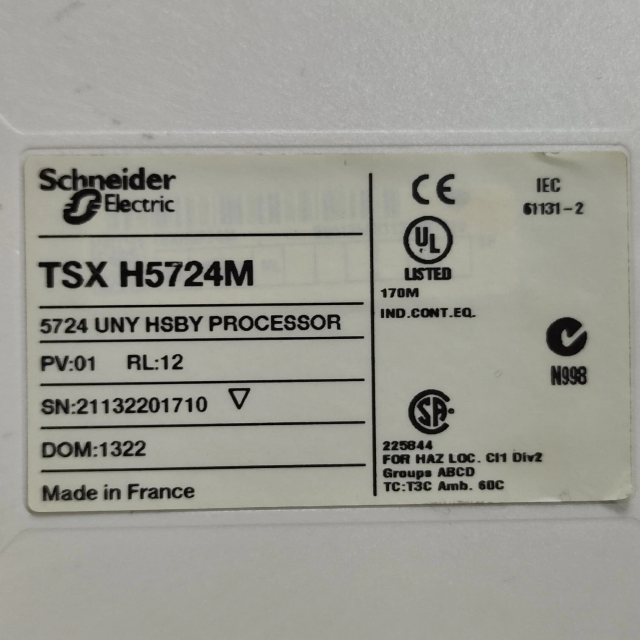 Schneider
Electric
TSX H5724M
5724 UNY HSBY PROCESSOR
PV:01 RL:12
SN:21132201710
DOM:1322
Made in France
CE
IEC
61131-2
UL
LISTED
170M
IND.CONT.EQ.
N998
SA
225844
FOR HAZ LOC. Cl1 Div2
Groups ABCD
TC:T3C Amb. 60C